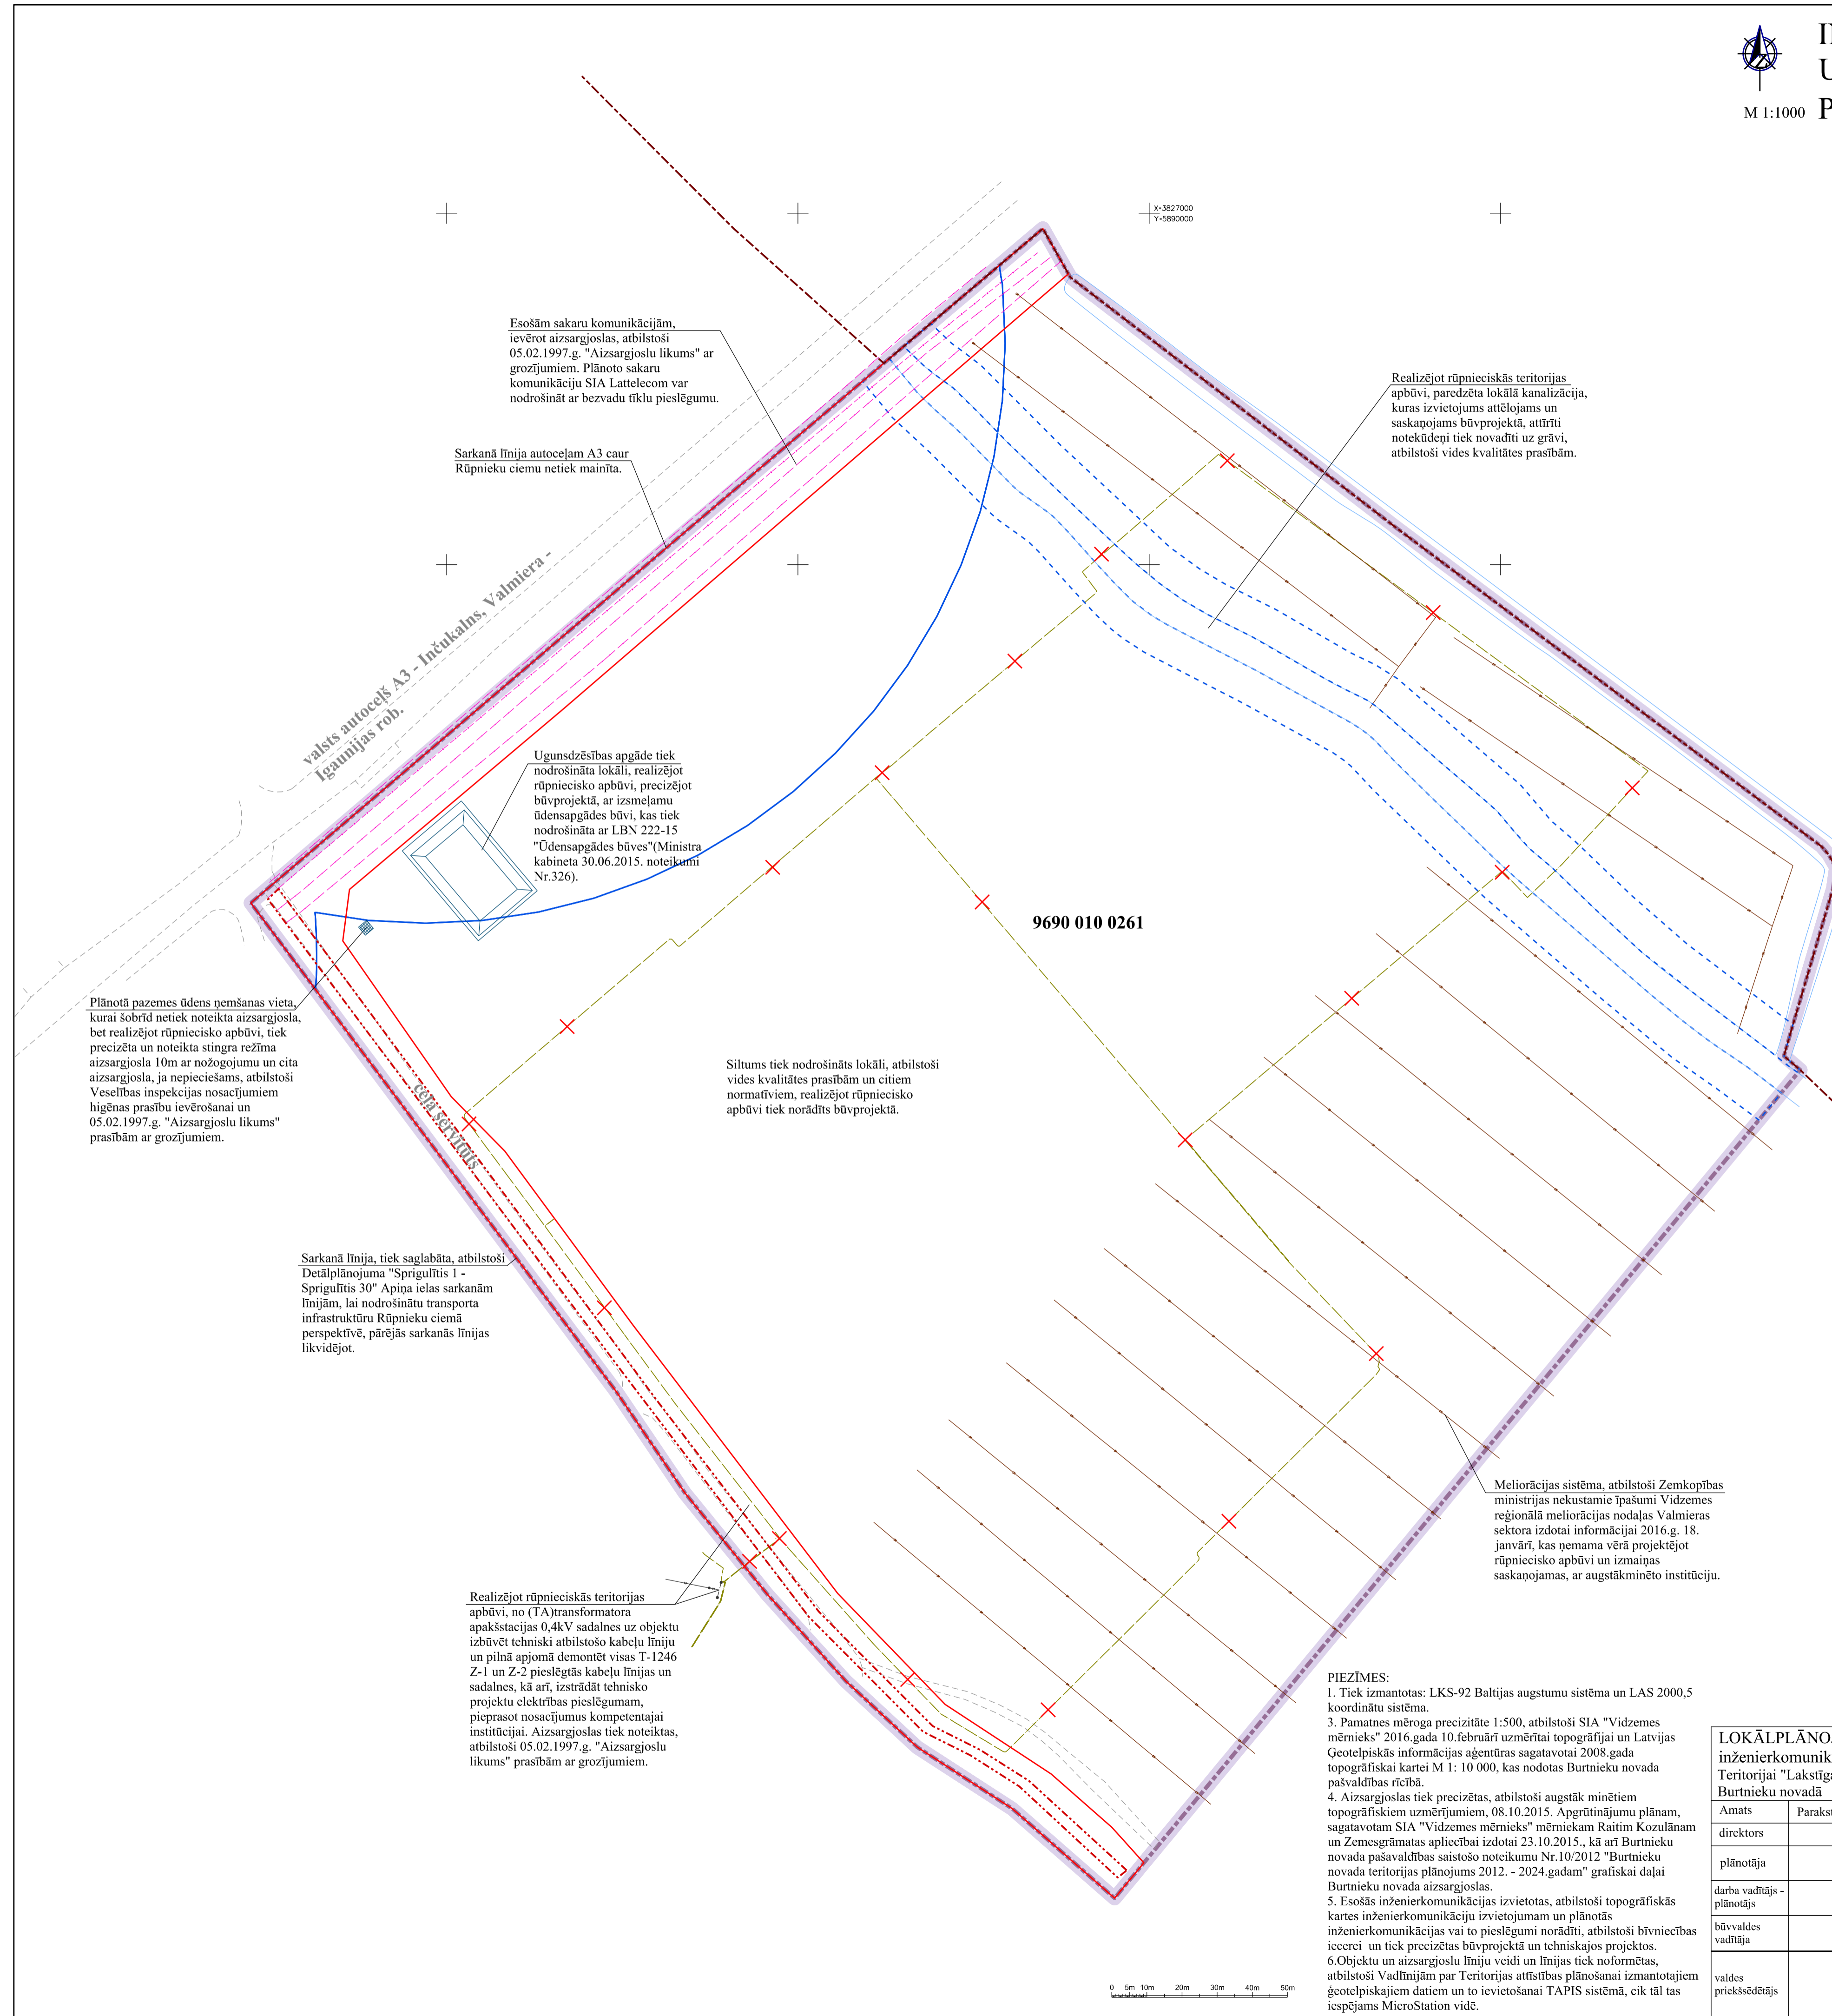 M 1:1000
X=3827000
Y=5890000
Esošām sakaru komunikācijām,
ievērot aizsargjoslas, atbilstoši
05.02.1997.g. "Aizsargjoslu likums" ar
grozījumiem. Plānoto sakaru
komunikāciju SIA Lattelecom var
nodrošināt ar bezvadu tīklu pieslēgumu.
Realizējot rūpnieciskās teritorijas
apbūvi, paredzēta lokālā kanalizācija,
kuras izvietojums attēlojams un
saskaņojams būvprojektā, attīrīti
notekūdeņi tiek novadīti uz grāvi,
atbilstoši vides kvalitātes prasībām.
Sarkanā līnija autoceļam A3 caur
Rūpnieku ciemu netiek mainīta.
valsts autoceļš A3 - Inčukalns, Valmiera -
Igaunijas rob.
Ugunsdzēsības apgāde tiek
nodrošināta lokāli, realizējot
rūpniecisko apbūvi, precizējot
būvprojektā, ar izsmeļamu
ūdensapgādes būvi, kas tiek
nodrošināta ar LBN 222-15
"Ūdensapgādes būves"(Ministra
kabineta 30.06.2015. noteikumi
Nr.326).
9690 010 0261
Plānotā pazemes ūdens ņemšanas vieta,
kurai šobrīd netiek noteikta aizsargjosla,
bet realizējot rūpniecisko apbūvi, tiek
precizēta un noteikta stingra režīma
aizsargjosla 10m ar nožogojumu un cita
aizsargjosla, ja nepieciešams, atbilstoši
Veselības inspekcijas nosacījumiem
higēnas prasību ievērošanai un
05.02.1997.g. "Aizsargjoslu likums"
prasībām ar grozījumiem.
Siltums tiek nodrošināts lokāli, atbilstoši
vides kvalitātes prasībām un citiem
normatīviem, realizējot rūpniecisko
apbūvi tiek norādīts būvprojektā.
ceļa servitūts
Sarkanā līnija, tiek saglabāta, atbilstoši
Detālplānojuma "Sprigulītis 1 -
Sprigulītis 30" Apiņa ielas sarkanām
līnijām, lai nodrošinātu transporta
infrastruktūru Rūpnieku ciemā
perspektīvē, pārējās sarkanās līnijas
likvidējot.
Meliorācijas sistēma, atbilstoši Zemkopības
ministrijas nekustamie īpašumi Vidzemes
reģionālā meliorācijas nodaļas Valmieras
sektora izdotai informācijai 2016.g. 18.
janvārī, kas ņemama vērā projektējot
rūpniecisko apbūvi un izmaiņas
saskaņojamas, ar augstākminēto institūciju.
Realizējot rūpnieciskās teritorijas
apbūvi, no (TA)transformatora
apakšstacijas 0,4kV sadalnes uz objektu
izbūvēt tehniski atbilstošo kabeļu līniju
un pilnā apjomā demontēt visas T-1246
Z-1 un Z-2 pieslēgtās kabeļu līnijas un
sadalnes, kā arī, izstrādāt tehnisko
projektu elektrības pieslēgumam,
pieprasot nosacījumus kompetentajai
institūcijai. Aizsargjoslas tiek noteiktas,
atbilstoši 05.02.1997.g. "Aizsargjoslu
likums" prasībām ar grozījumiem.
PIEZĪMES:
1. Tiek izmantotas: LKS-92 Baltijas augstumu sistēma un LAS 2000,5
koordinātu sistēma.
3. Pamatnes mēroga precizitāte 1:500, atbilstoši SIA "Vidzemes
mērnieks" 2016.gada 10.februārī uzmērītai topogrāfijai un Latvijas
Ģeotelpiskās informācijas aģentūras sagatavotai 2008.gada
topogrāfiskai kartei M 1: 10 000, kas nodotas Burtnieku novada
pašvaldības rīcībā.
4. Aizsargjoslas tiek precizētas, atbilstoši augstāk minētiem
topogrāfiskiem uzmērījumiem, 08.10.2015. Apgrūtinājumu plānam,
sagatavotam SIA "Vidzemes mērnieks" mērniekam Raitim Kozulānam
un Zemesgrāmatas apliecībai izdotai 23.10.2015., kā arī Burtnieku
novada pašavaldības saistošo noteikumu Nr.10/2012 "Burtnieku
novada teritorijas plānojums 2012. - 2024.gadam" grafiskai daļai
Burtnieku novada aizsargjoslas.
5. Esošās inženierkomunikācijas izvietotas, atbilstoši topogrāfiskās
kartes inženierkomunikāciju izvietojumam un plānotās
inženierkomunikācijas vai to pieslēgumi norādīti, atbilstoši bīvniecības
iecerei un tiek precizētas būvprojektā un tehniskajos projektos.
6.Objektu un aizsargjoslu līniju veidi un līnijas tiek noformētas,
atbilstoši Vadlīnijām par Teritorijas attīstības plānošanai izmantotajiem
ģeotelpiskajiem datiem un to ievietošanai TAPIS sistēmā, cik tāl tas
iespējams MicroStation vidē.
0 5m 10m 20m 30m 40m 50m
LOKĀLPLĀNO
inženierkomunik
Teritorijai "Lakstīga
Burtnieku novadā
Amats Parakst
direktors
plānotāja
darba vadītājs -
plānotājs
būvvaldes
vadītāja
valdes
priekšsēdētājs